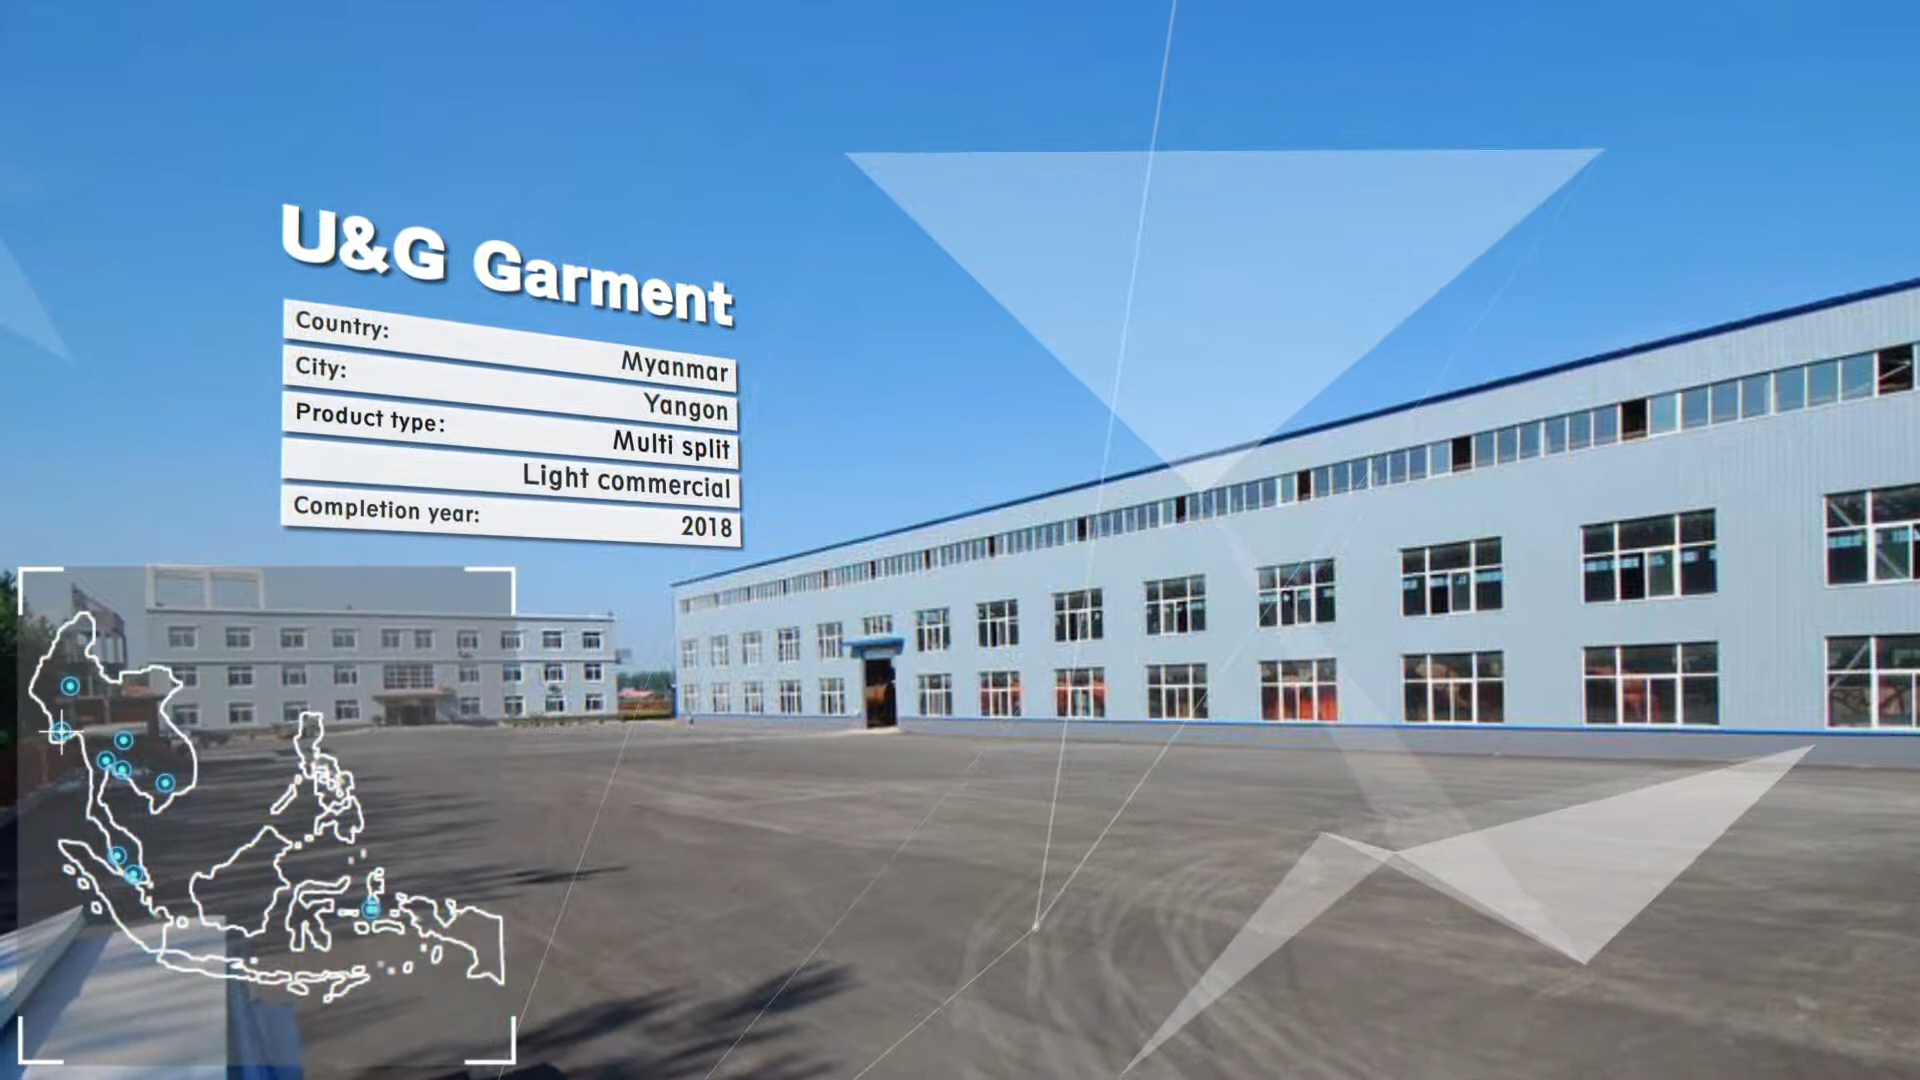 U&G Garment
Country: Myanmar
City: Yangon
Product type: Multi split
Light commercial
Completion year: 2018